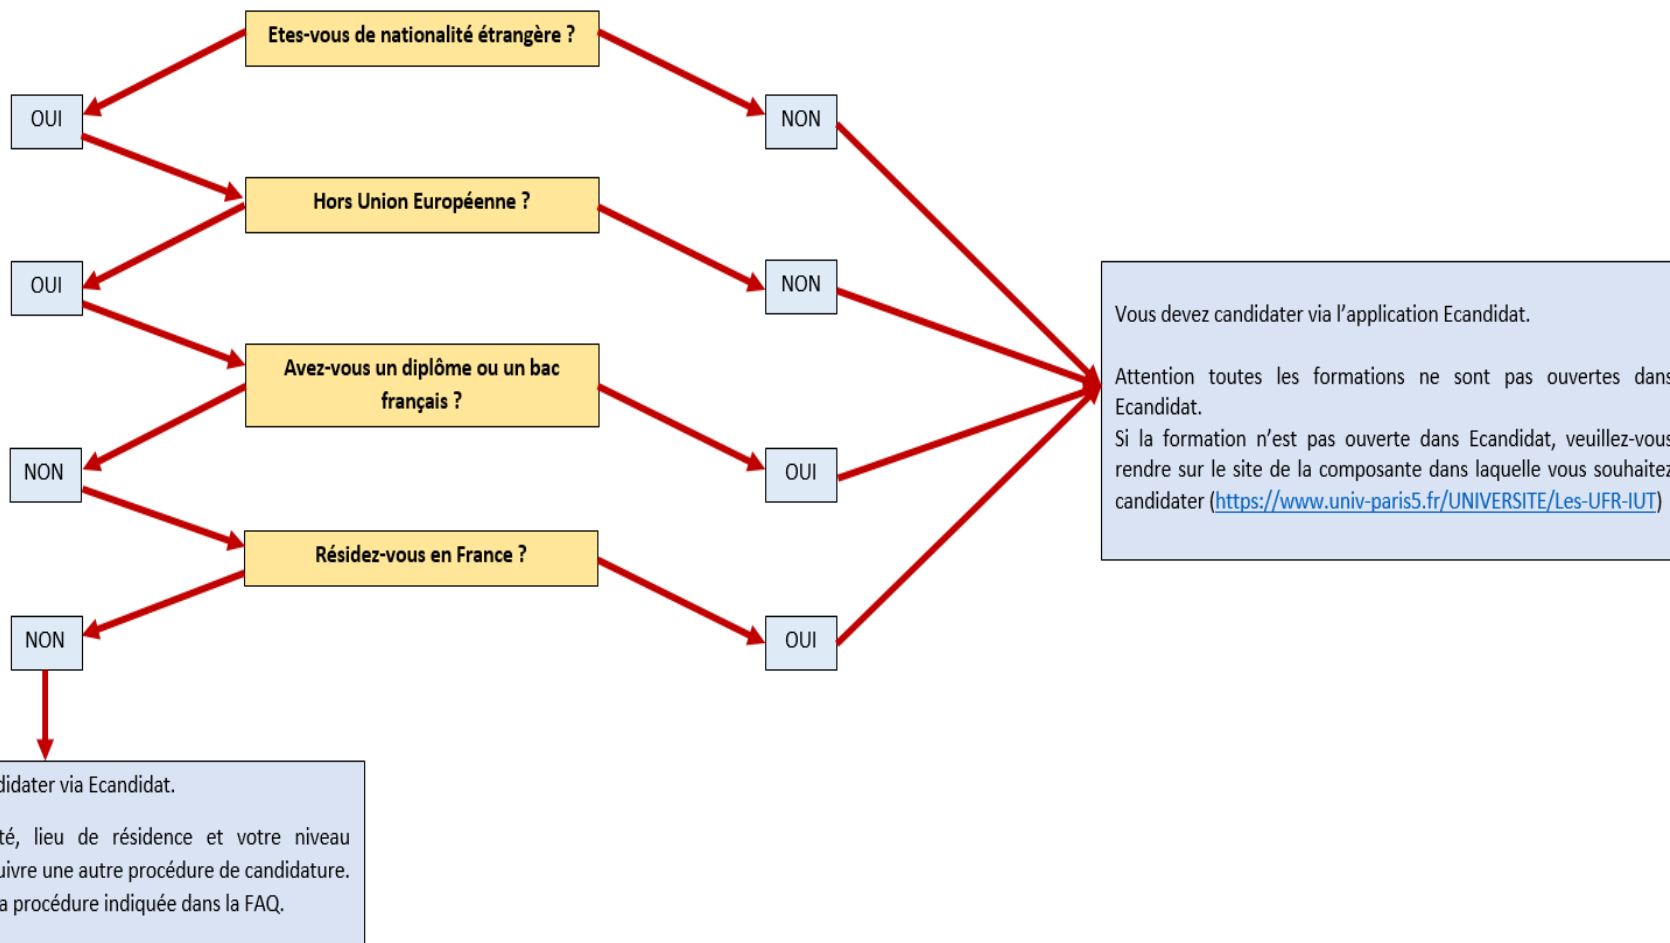 Etes-vous de nationalité étrangère ?
OUI
NON
Hors Union Européenne ?
OUI
NON
Avez-vous un diplôme ou un bac
français ?
NON
OUI
Résidez-vous en France ?
NON
OUI
Vous devez candidater via l’application Ecandidat.
Attention toutes les formations ne sont pas ouvertes dans
Ecandidat.
Si la formation n’est pas ouverte dans Ecandidat, veuillez-vous
rendre sur le site de la composante dans laquelle vous souhaitez
candidater (https://www.univ-paris5.fr/UNIVERSITE/Les-UFR-IUT)
via Ecandidat.
lieu de résidence et votre niveau
une autre procédure de candidature.
procédure indiquée dans la FAQ.